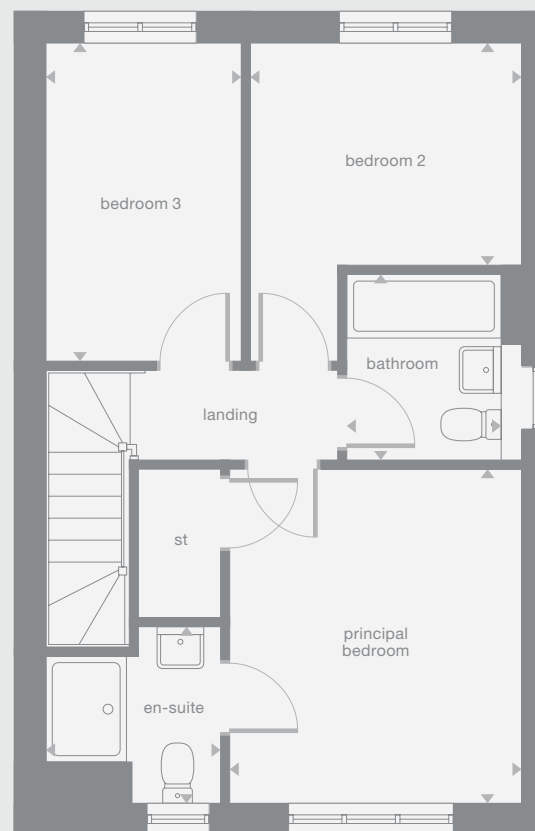 bedroom 3
bedroom 2
bathroom
landing
st
principal
bedroom
en-suite